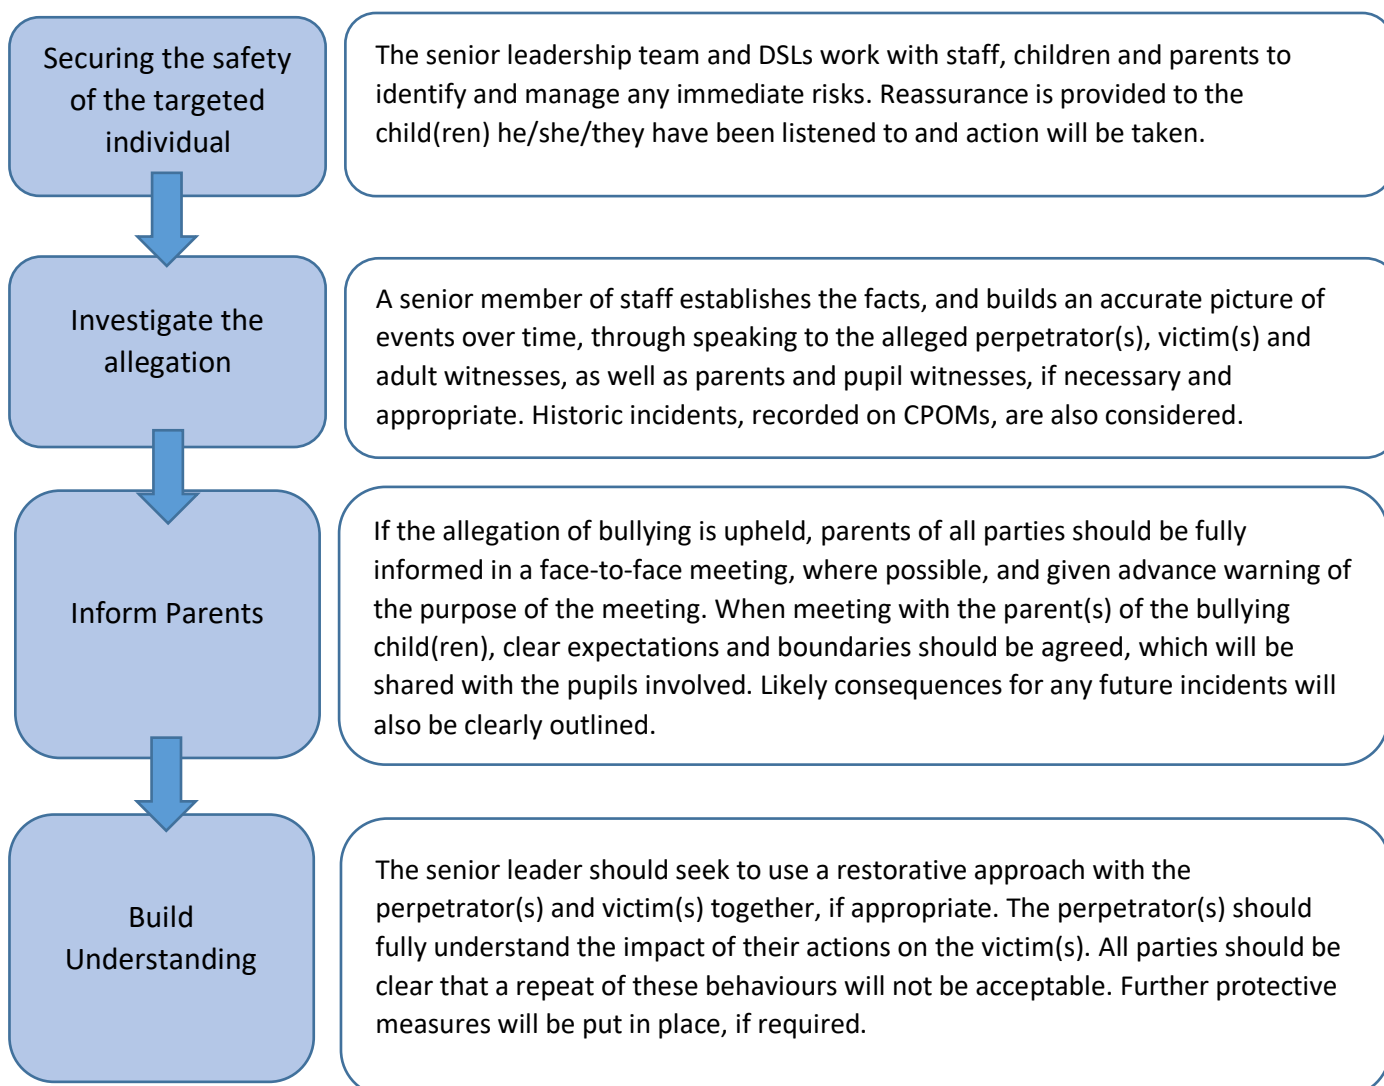 Securing the safety
of the targeted
individual
The senior leadership team and DSLs work with staff, children and parents to
identify and manage any immediate risks. Reassurance is provided to the
child(ren) he/she/they have been listened to and action will be taken.
Investigate the
allegation
A senior member of staff establishes the facts, and builds an accurate picture of
events over time, through speaking to the alleged perpetrator(s), victim(s) and
adult witnesses, as well as parents and pupil witnesses, if necessary and
appropriate. Historic incidents, recorded on CPOMs, are also considered.
Inform Parents
If the allegation of bullying is upheld, parents of all parties should be fully
informed in a face-to-face meeting, where possible, and given advance warning of
the purpose of the meeting. When meeting with the parent(s) of the bullying
child(ren), clear expectations and boundaries should be agreed, which will be
shared with the pupils involved. Likely consequences for any future incidents will
also be clearly outlined.
Build
Understanding
The senior leader should seek to use a restorative approach with the
perpetrator(s) and victim(s) together, if appropriate. The perpetrator(s) should
fully understand the impact of their actions on the victim(s). All parties should be
clear that a repeat of these behaviours will not be acceptable. Further protective
measures will be put in place, if required.